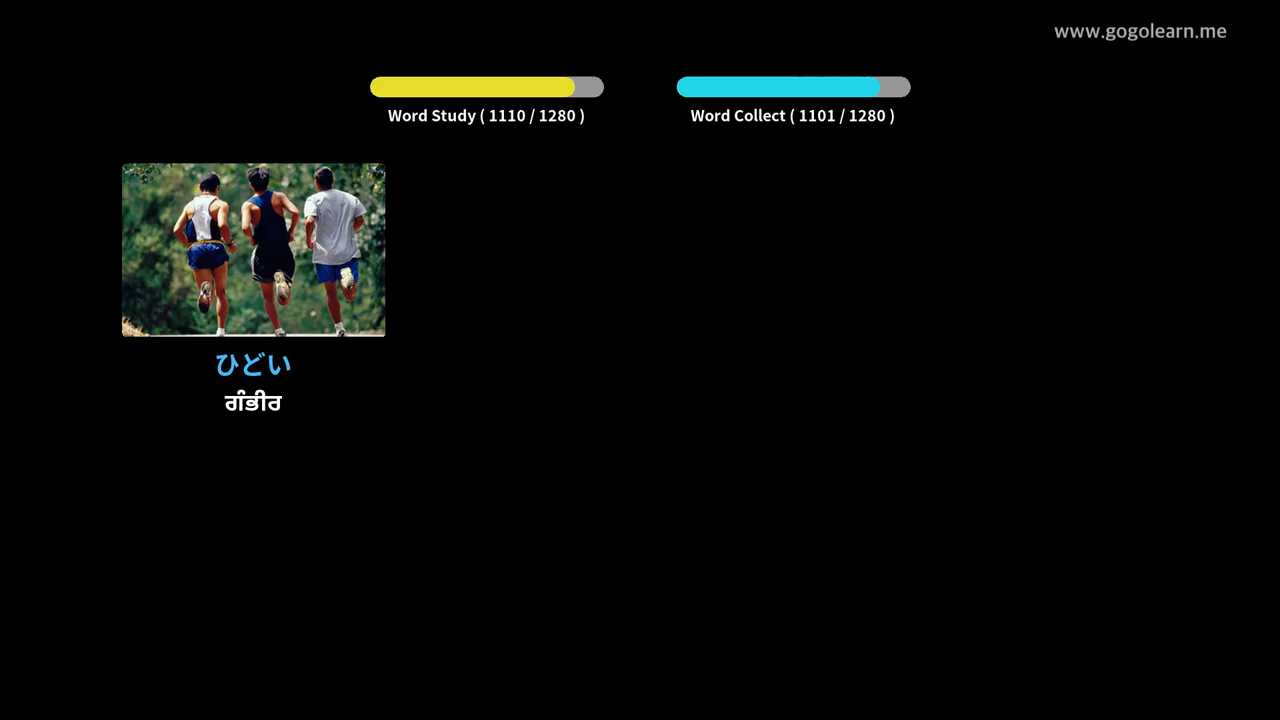 www.gogolearn.me
Word Study ( 1110 / 1280 )
Word Collect ( 1101 / 1280 )
ひどい
ਗੰਭੀਰ